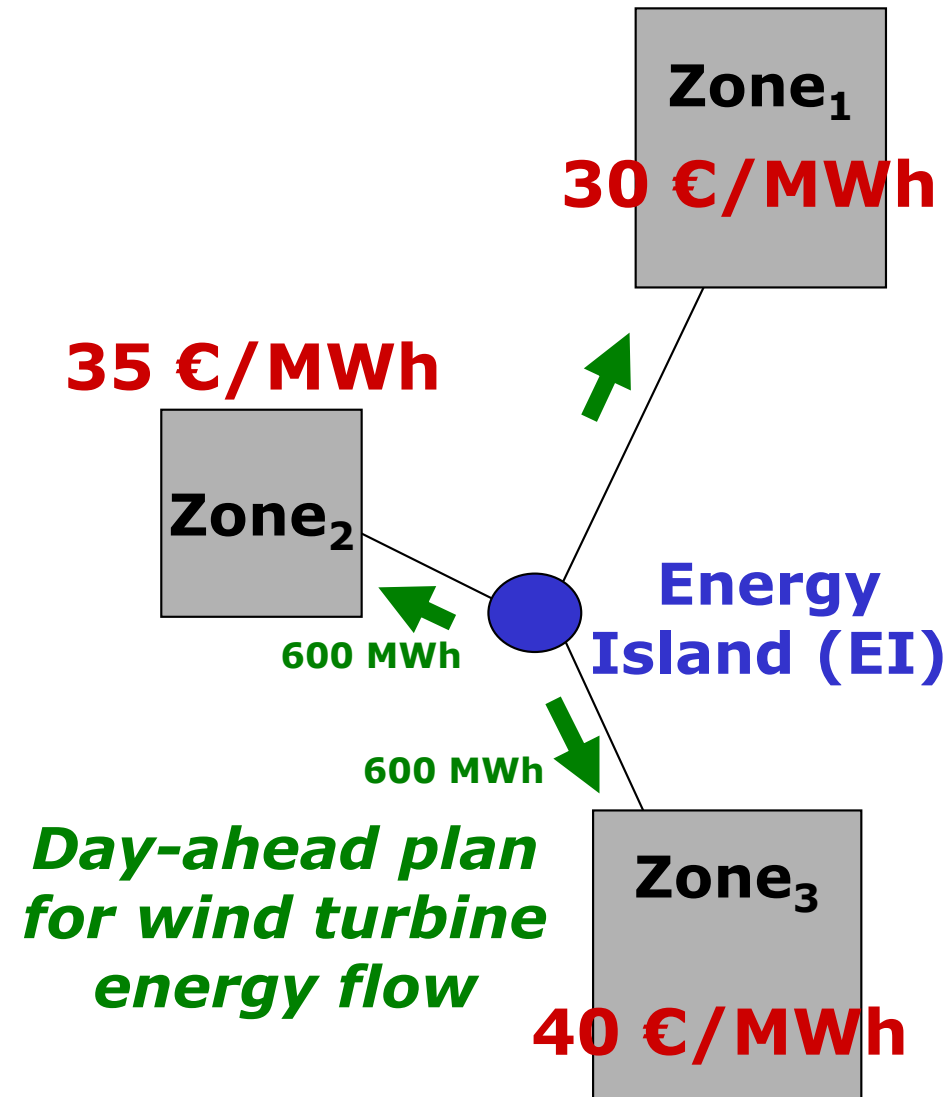 Zone₁
30 €/MWh
35 €/MWh
Zone₂
600 MWh
Energy
Island (EI)
600 MWh
Day-ahead plan
for wind turbine
energy flow
Zone₃
40 €/MWh